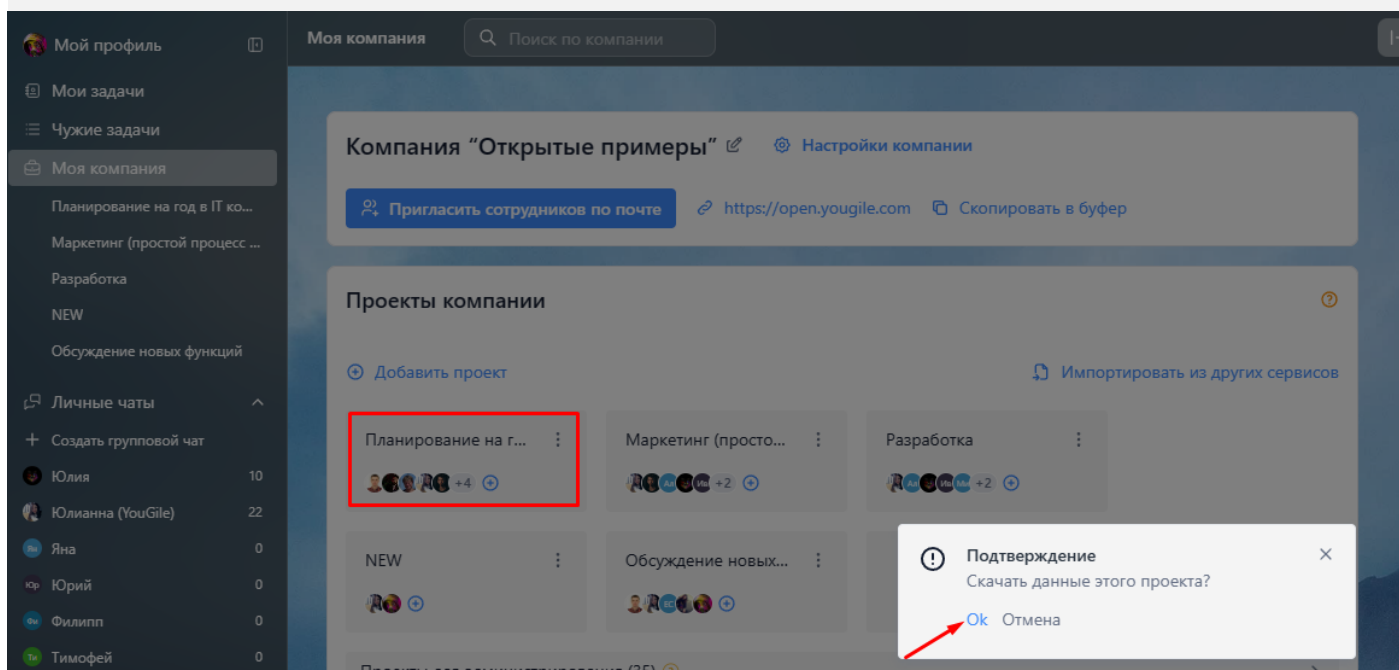 Мой профиль
Мои задачи
Чужие задачи
Моя компания
Планирование на год в IT ко...
Маркетинг (простой процесс ...
Разработка
NEW
Обсуждение новых функций
Личные чаты
Создать групповой чат
Юлия 10
Юлианна (YouGile) 22
Яна 0
Юрий 0
Филипп 0
Тимофей 0
Моя компания
Поиск по компании
Компания “Открытые примеры”
Настройки компании
Пригласить сотрудников по почте
https://open.yougile.com
Скопировать в буфер
Проекты компании
Добавить проект
Импортировать из других сервисов
Планирование на г...
+4
Маркетинг (просто...
+2
Разработка
+2
NEW
Обсуждение новых...
Подтверждение
Скачать данные этого проекта?
Ok Отмена